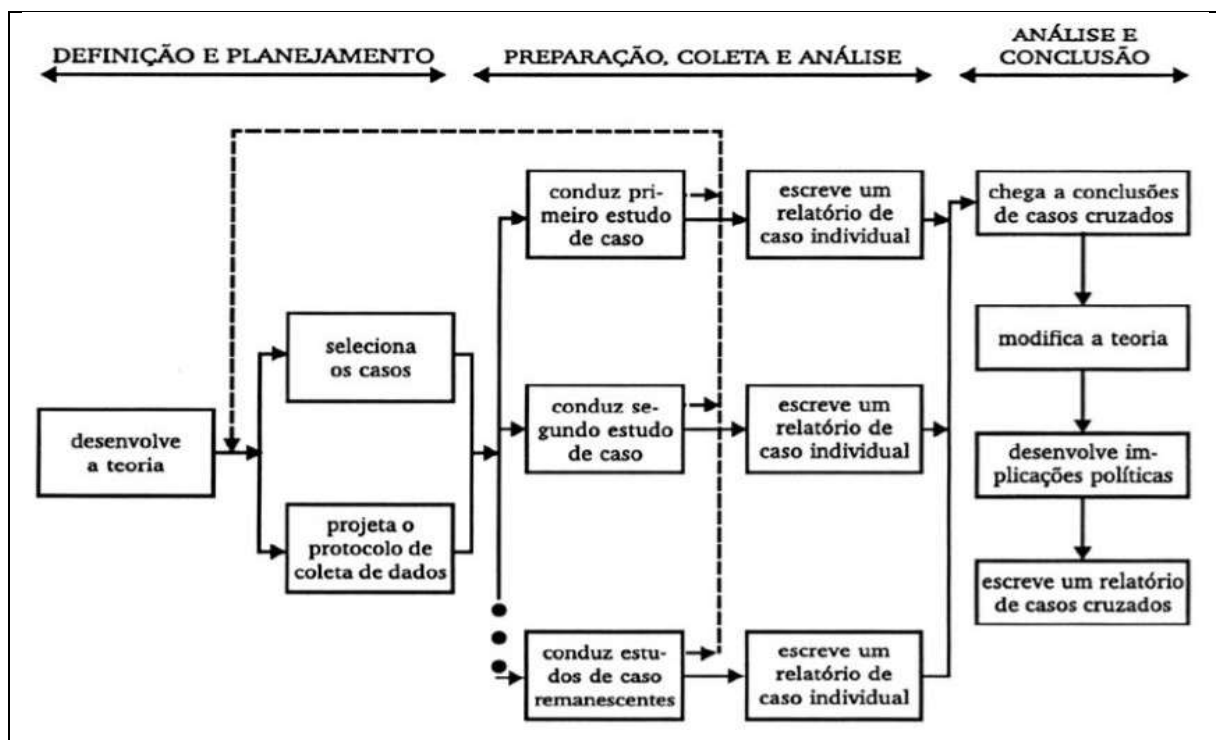 DEFINIÇÃO E PLANEJAMENTO
PREPARAÇÃO, COLETA E ANÁLISE
ANÁLISE E
CONCLUSÃO
desenvolve
a teoria
seleciona
os casos
projeta o
protocolo de
coleta de dados
conduz pri-
meiro estudo
de caso
escreve um
relatório de
caso individual
conduz se-
gundo estudo
de caso
escreve um
relatório de
caso individual
conduz estu-
dos de caso
remanescentes
escreve um
relatório de
caso individual
chega a conclusões
de casos cruzados
modifica a teoria
desenvolve im-
plicações políticas
escreve um relatório
de casos cruzados